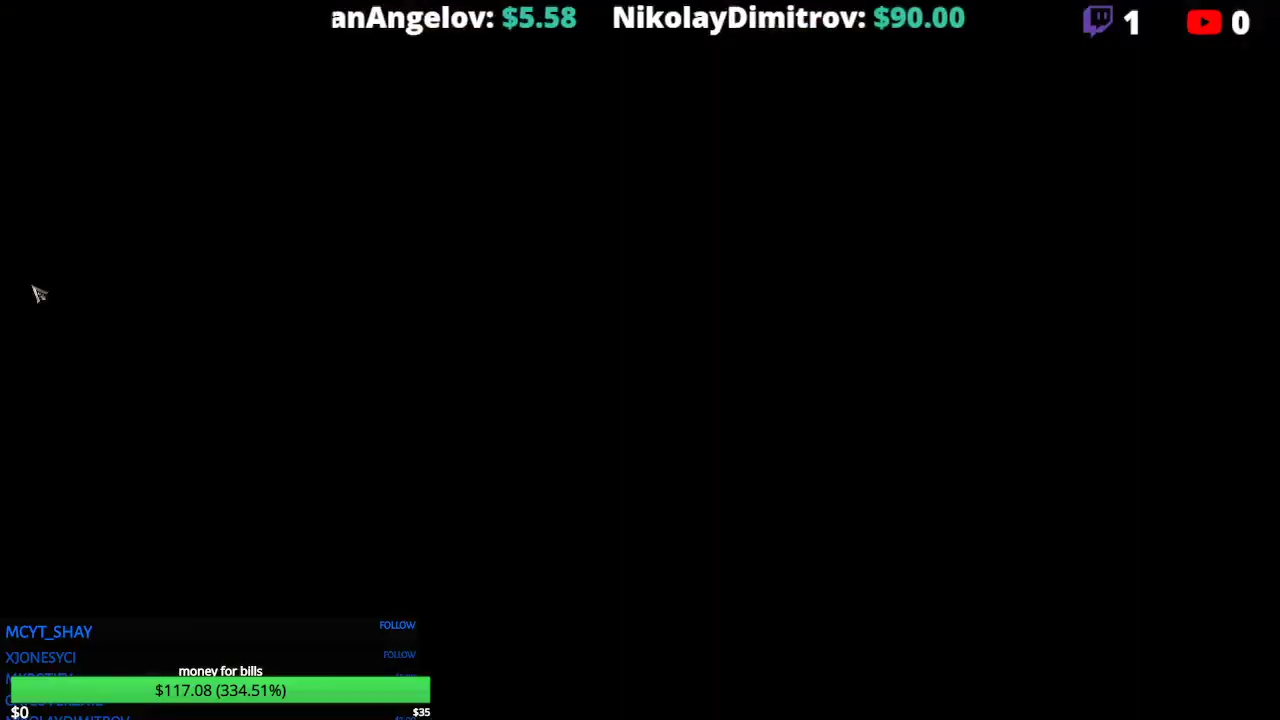 anAngelov: $5.58 NikolayDimitrov: $90.00
1
0
MCYT_SHAY FOLLOW
XJONESYCI FOLLOW
money for bills
$117.08 (334.51%)
$0 $35